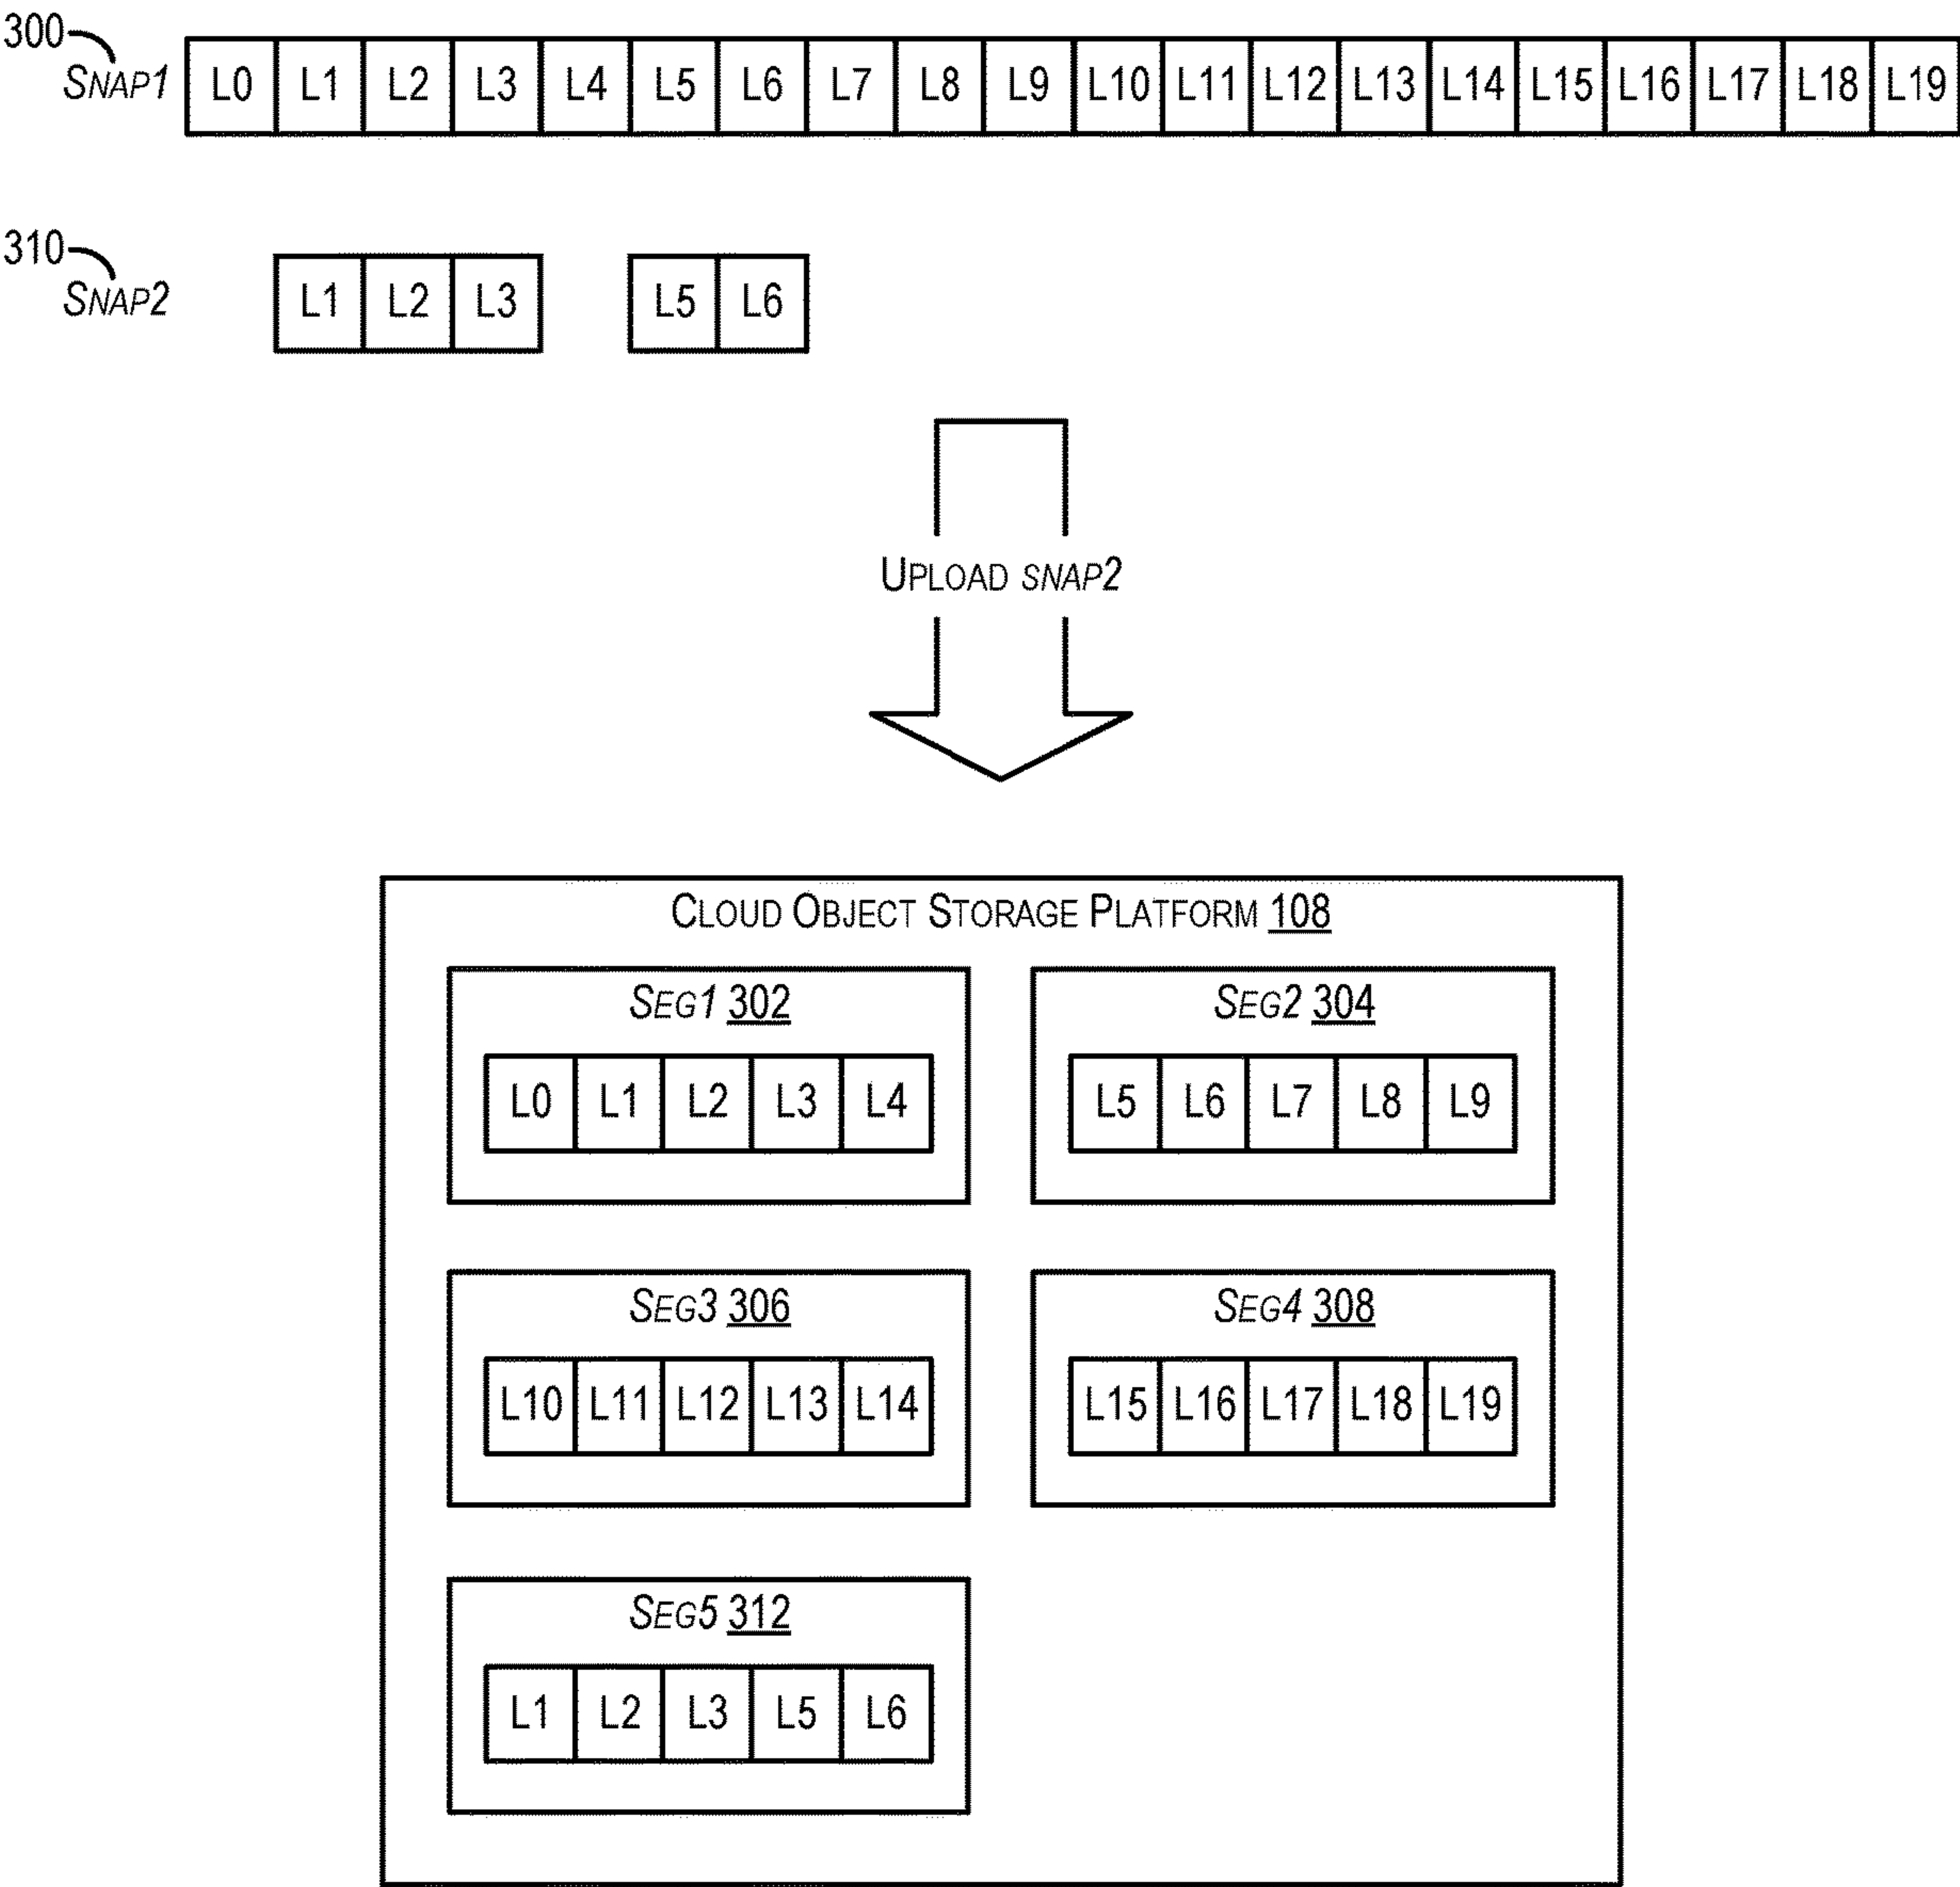 300
SNAP1 L0 L1 L2 L3 L4 L5 L6 L7 L8 L9 L10 L11 L12 L13 L14 L15 L16 L17 L18 L19
310
SNAP2 L1 L2 L3 L5 L6
UPLOAD SNAP2
CLOUD OBJECT STORAGE PLATFORM 108
SEG1 302
L0 L1 L2 L3 L4
SEG2 304
L5 L6 L7 L8 L9
SEG3 306
L10 L11 L12 L13 L14
SEG4 308
L15 L16 L17 L18 L19
SEG5 312
L1 L2 L3 L5 L6